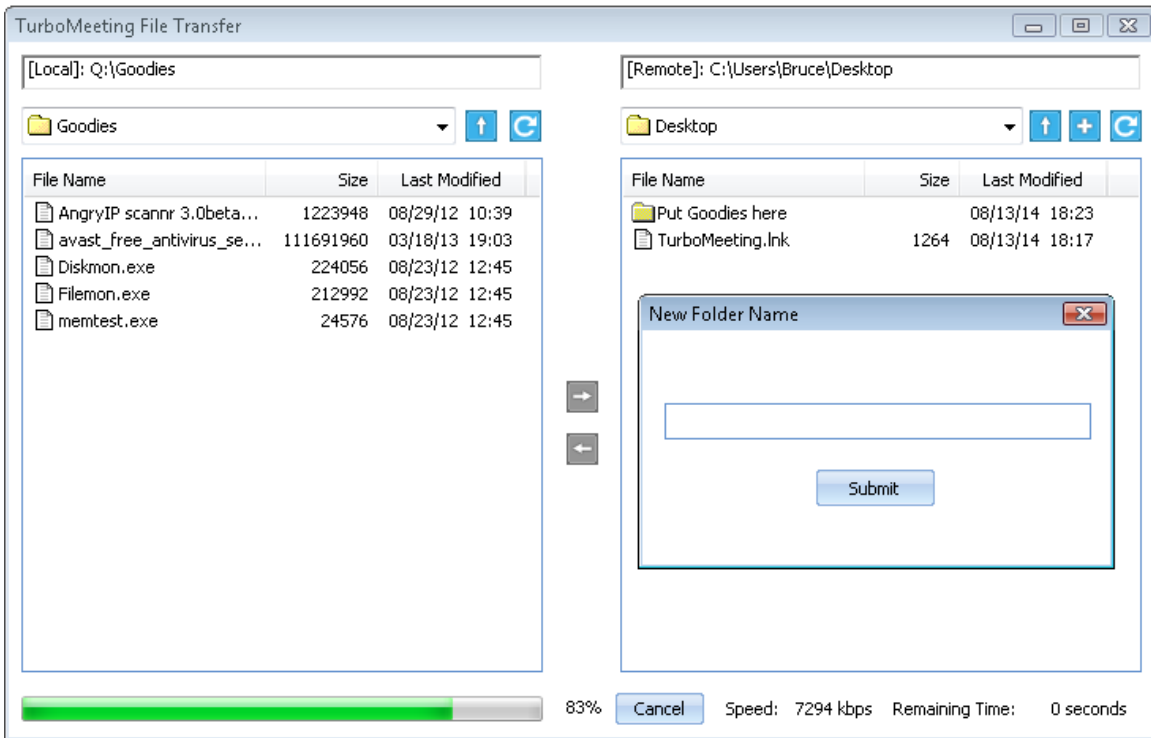 TurboMeeting File Transfer
[Local]: Q:\Goodies
[Remote]: C:\Users\Bruce\Desktop
Goodies
Desktop
File Name Size Last Modified
AngryIP scannr 3.0beta... 1223948 08/29/12 10:39
avast_free_antivirus_se... 111691960 03/18/13 19:03
Diskmon.exe 224056 08/23/12 12:45
Filemon.exe 212992 08/23/12 12:45
memtest.exe 24576 08/23/12 12:45
File Name Size Last Modified
Put Goodies here 08/13/14 18:23
TurboMeeting.lnk 1264 08/13/14 18:17
New Folder Name
Submit
83% Cancel Speed: 7294 kbps Remaining Time: 0 seconds